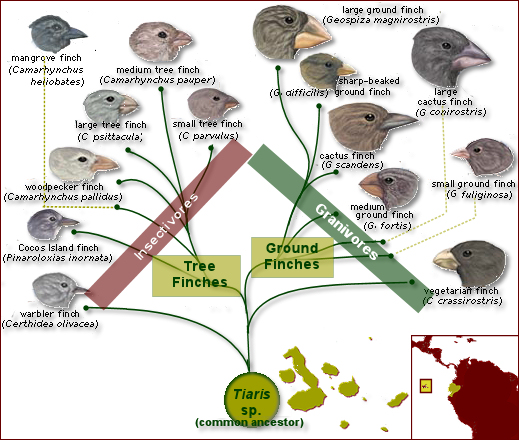 large ground finch
(Geospiza magnirostris)
mangrove finch
(Camarhynchus
heliobates)
medium tree finch
(Camarhynchus pauper)
sharp-beaked
(G. difficilis) ground finch
large
cactus finch
(G conirostris)
large tree finch
(C psittacula)
small tree finch
(C parvulus)
cactus finch
(G scandens)
woodpecker finch
(Camarhynchus pallidus)
small ground finch
(G fuliginosa)
medium
ground finch
(G. fortis)
Insectivores
Granivores
Cocos Island finch
(Pinaroloxias inornata)
Tree
Finches
Ground
Finches
vegetarian finch
(C crassirostris)
warbler finch
(Certhidea olivacea)
Tiaris
sp.
(common ancestor)